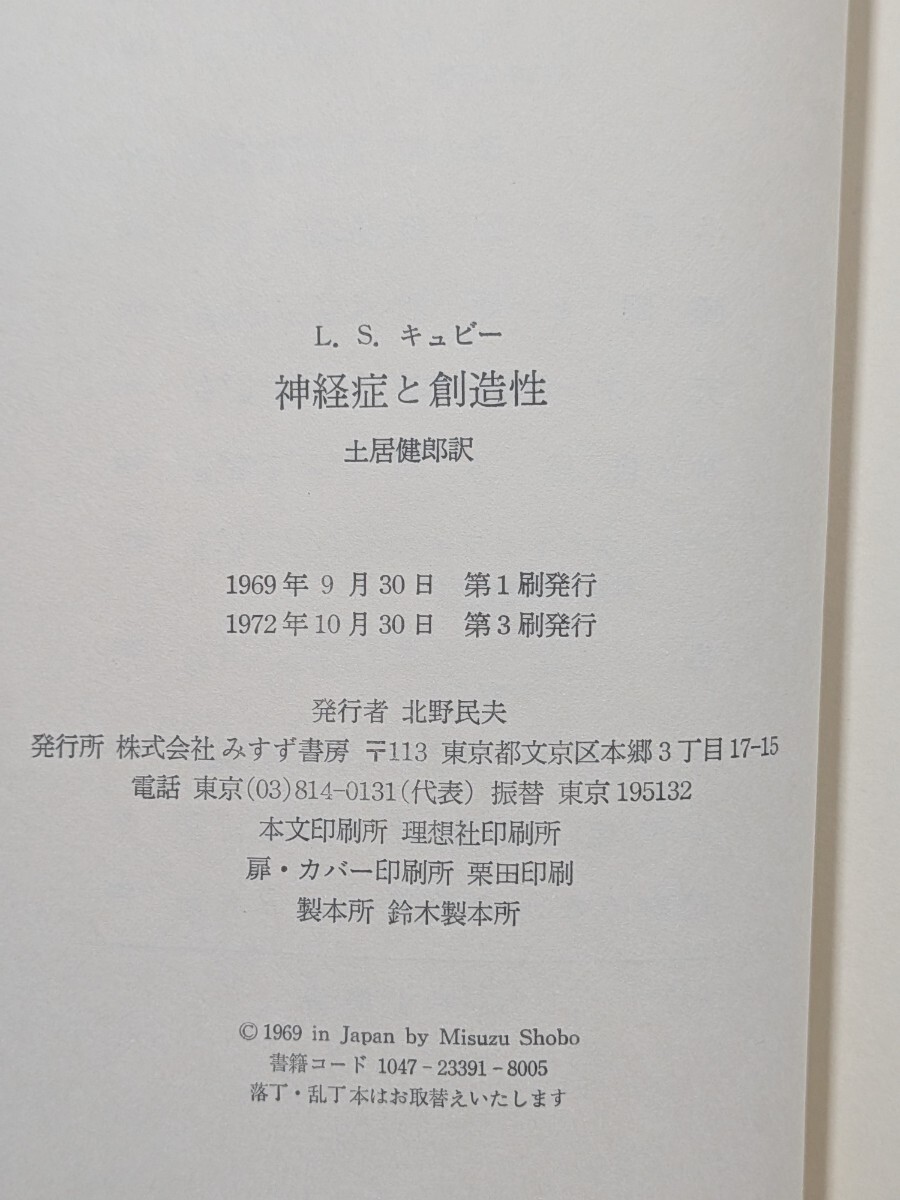 L. S. キュビー
神経症と創造性
土居健郎訳
1969年 9 月30日 第1刷発行
1972年10月30日 第3刷発行
発行者 北野民夫
発行所 株式会社 みすず書房 〒113 東京都文京区本郷3丁目17-15
電話 東京(03)814-0131(代表) 振替 東京195132
本文印刷所 理想社印刷所
扉・カバー印刷所 栗田印刷
製本所 鈴木製本所
© 1969 in Japan by Misuzu Shobo
書籍コード 1047-23391-8005
落丁・乱丁本はお取替えいたします